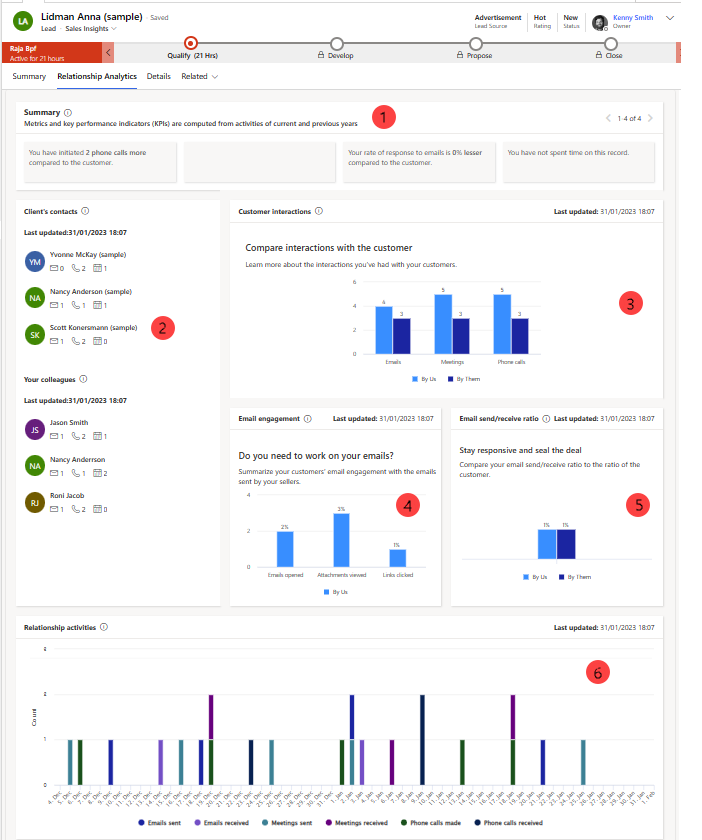 LA
Lidman Anna (sample) · Saved
Lead · Sales Insights
Advertisement
Lead Source
Hot
Rating
New
Status
Kenny Smith
Owner
Raja Bpf
Active for 21 hours
Qualify (21 Hrs)
Develop
Propose
Close
Summary
Relationship Analytics
Details
Related
Summary
Metrics and key performance indicators (KPIs) are computed from activities of current and previous years
1
1-4 of 4
You have initiated 2 phone calls more
compared to the customer.
Your rate of response to emails is 0% lesser
compared to the customer.
You have not spent time on this record.
Client's contacts
Last updated:31/01/2023 18:07
YM
Yvonne McKay (sample)
0 2 1
NA
Nancy Anderson (sample)
1 1 1
SK
Scott Konersmann (sample)
1 2 0
2
Your colleagues
Last updated:31/01/2023 18:07
JS
Jason Smith
1 2 1
NA
Nancy Anderrson
1 1 2
RJ
Roni Jacob
1 2 0
Customer interactions
Last updated: 31/01/2023 18:07
Compare interactions with the customer
Learn more about the interactions you've had with your customers.
3
6
4
2
0
4 3 5 3 5 3
Emails Meetings Phone calls
By Us By Them
Email engagement
Last updated: 31/01/2023 18:07
Do you need to work on your emails?
Summarize your customers' email engagement with the emails
sent by your sellers.
4
4
2
0
2% 3% 1%
Emails opened Attachments viewed Links clicked
By Us
Email send/receive ratio
Last updated: 31/01/2023 18:07
Stay responsive and seal the deal
Compare your email send/receive ratio to the ratio of the
customer.
5
1% 1%
By Us By Them
Relationship activities
Last updated: 31/01/2023 18:07
6
Count
3
2
1
0
4. Dec 5. Dec 6. Dec 7. Dec 8. Dec 9. Dec 10. Dec 11. Dec 12. Dec 13. Dec 14. Dec 15. Dec 16. Dec 17. Dec 18. Dec 19. Dec 20. Dec 21. Dec 22. Dec 23. Dec 24. Dec 25. Dec 26. Dec 27. Dec 28. Dec 29. Dec 30. Dec 31. Dec 1. Jan 2. Jan 3. Jan 4. Jan 5. Jan 6. Jan 7. Jan 8. Jan 9. Jan 10. Jan 11. Jan 12. Jan 13. Jan 14. Jan 15. Jan 16. Jan 17. Jan 18. Jan 19. Jan 20. Jan 21. Jan 22. Jan 23. Jan 24. Jan 25. Jan 26. Jan 27. Jan 28. Jan 29. Jan 30. Jan 31. Jan 1. Feb
Emails sent Emails received Meetings sent Meetings received Phone calls made Phone calls received